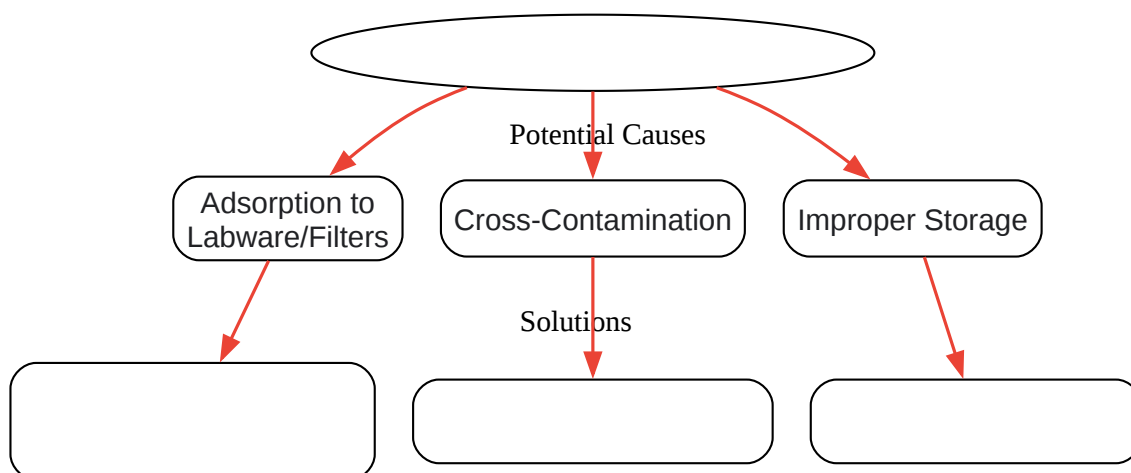 Potential Causes
Adsorption to
Labware/Filters
Cross-Contamination
Improper Storage
Solutions